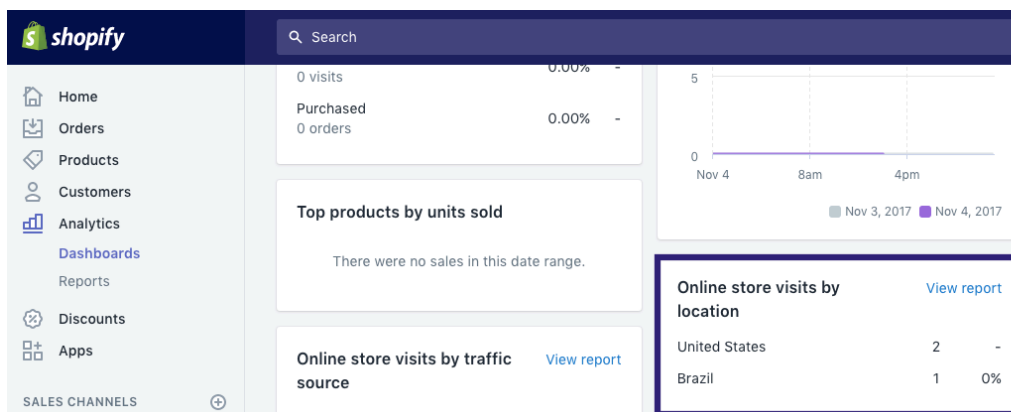 shopify
Search
Home
Orders
Products
Customers
Analytics
Dashboards
Reports
Discounts
Apps
SALES CHANNELS
0 visits
0.00% -
Purchased
0 orders
0.00% -
Top products by units sold
There were no sales in this date range.
Online store visits by traffic
source
View report
5
0
Nov 4 8am 4pm
Nov 3, 2017 Nov 4, 2017
Online store visits by
location
View report
United States 2 -
Brazil 1 0%